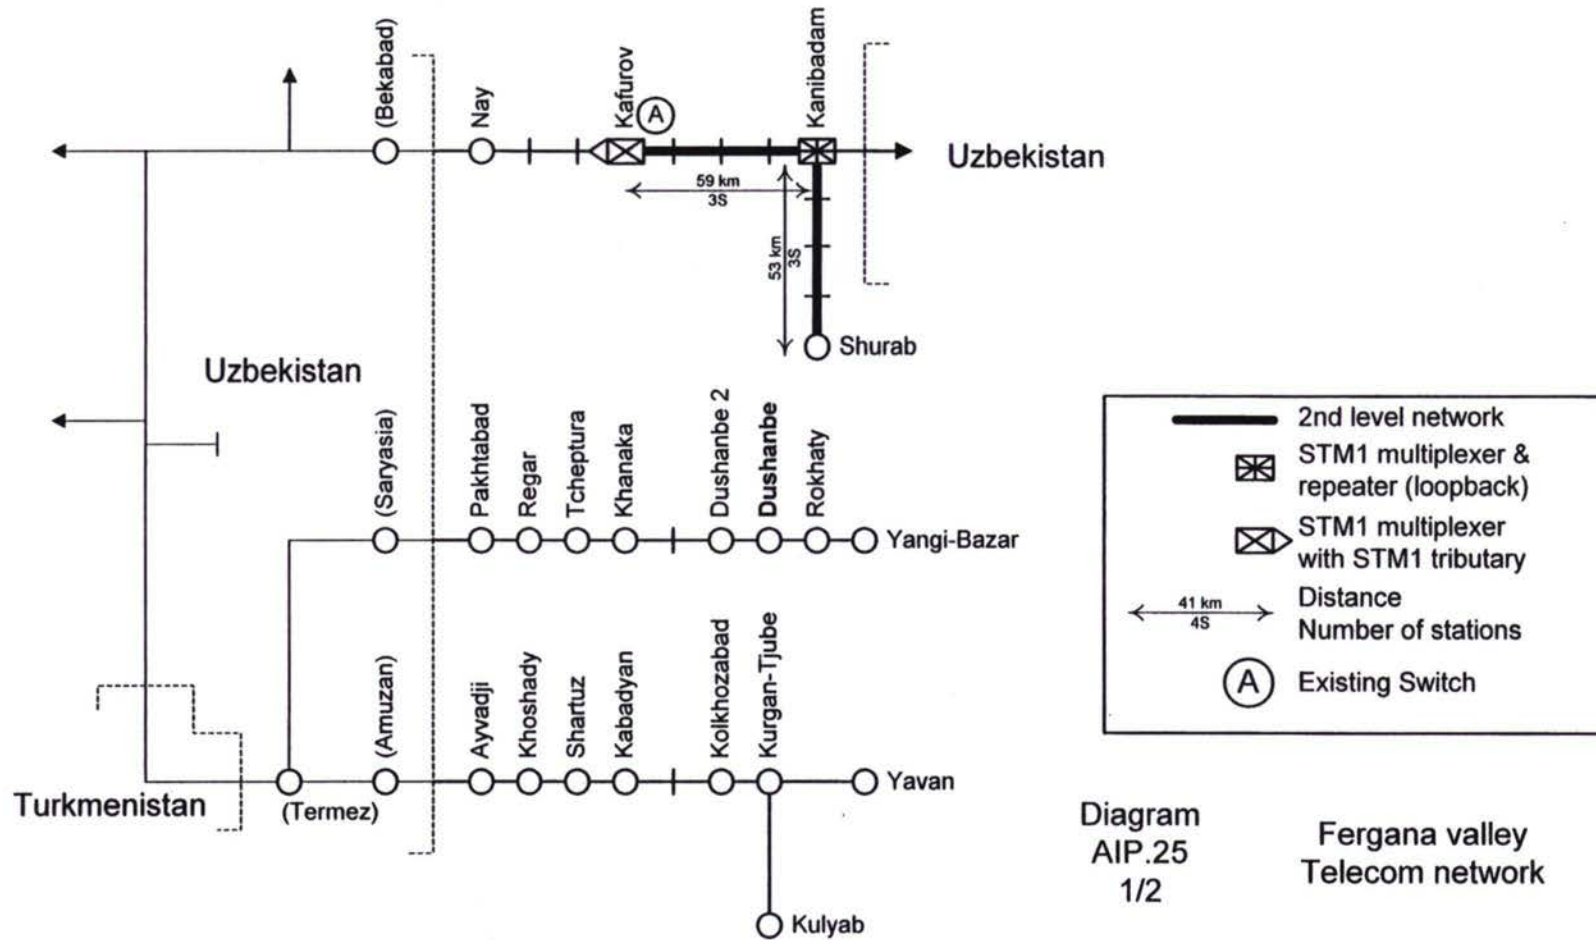 (Bekabad)
Nay
Kafurov
A
Kanibadam
Uzbekistan
59 km
3S
53 km
3S
Shurab
Uzbekistan
(Saryasia)
Pakhtabad
Regar
Tcheptura
Khanaka
Dushanbe 2
Dushanbe
Rokhaty
Yangi-Bazar
(Amuzan)
Ayvadji
Khoshady
Shartuz
Kabadyan
Kolkhozabad
Kurgan-Tjube
Yavan
Turkmenistan
(Termez)
Kulyab
2nd level network
STM1 multiplexer &
repeater (loopback)
STM1 multiplexer
with STM1 tributary
41 km
4S
Distance
Number of stations
A
Existing Switch
Diagram
AIP.25
1/2
Fergana valley
Telecom network